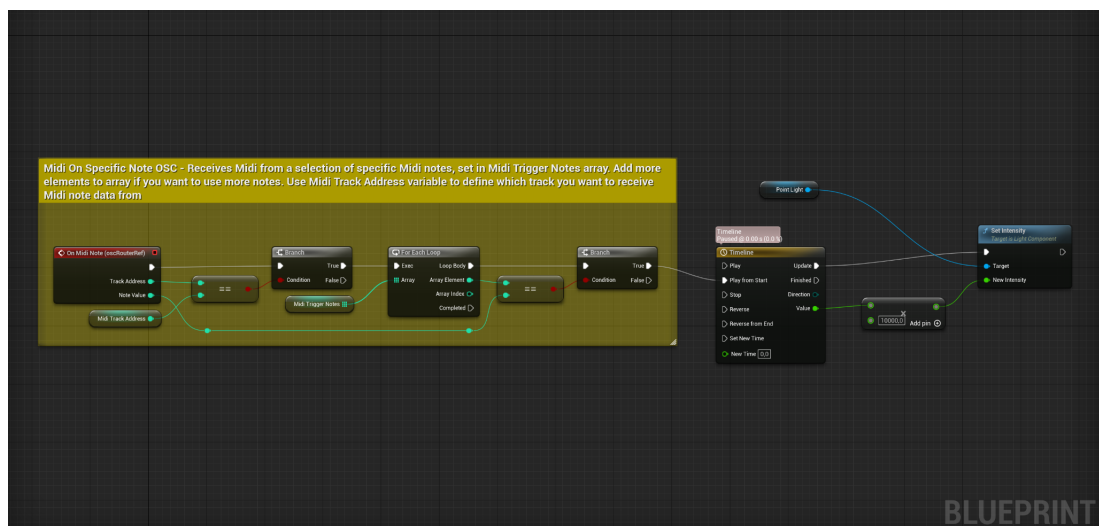 Midi On Specific Note OSC - Receives Midi from a selection of specific Midi notes, set in Midi Trigger Notes array. Add more
elements to array if you want to use more notes. Use Midi Track Address variable to define which track you want to receive
Midi note data from
On Midi Note (oscRouterRef)
Track Address
Note Value
Midi Track Address
==
Branch
True
Condition
False
Midi Trigger Notes
For Each Loop
Exec
Loop Body
Array
Array Element
Array Index
Completed
==
Branch
True
Condition
False
Timeline
Paused @ 0.00 s (0.0 %)
Timeline
Play
Update
Play from Start
Finished
Stop
Direction
Reverse
Value
Reverse from End
Set New Time
New Time 0,0
Point Light
10000,0
Add pin
Set Intensity
Target is Light Component
Target
New Intensity
BLUEPRINT